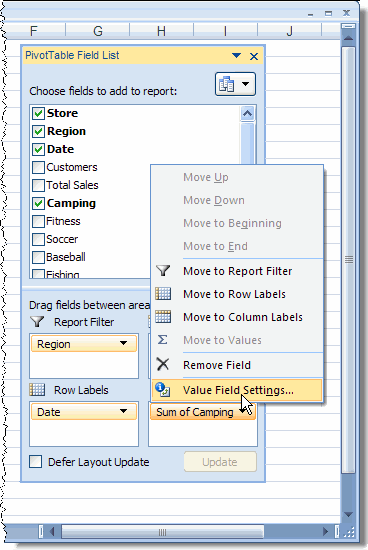 F G H I J
PivotTable Field List
Choose fields to add to report:
Store
Region
Date
Customers
Total Sales
Camping
Fitness
Soccer
Baseball
Fishing
Move Up
Move Down
Move to Beginning
Move to End
Move to Report Filter
Move to Row Labels
Move to Column Labels
Σ Move to Values
Remove Field
Value Field Settings...
Drag fields between area
Report Filter
Region
Row Labels
Date
Sum of Camping
Defer Layout Update
Update